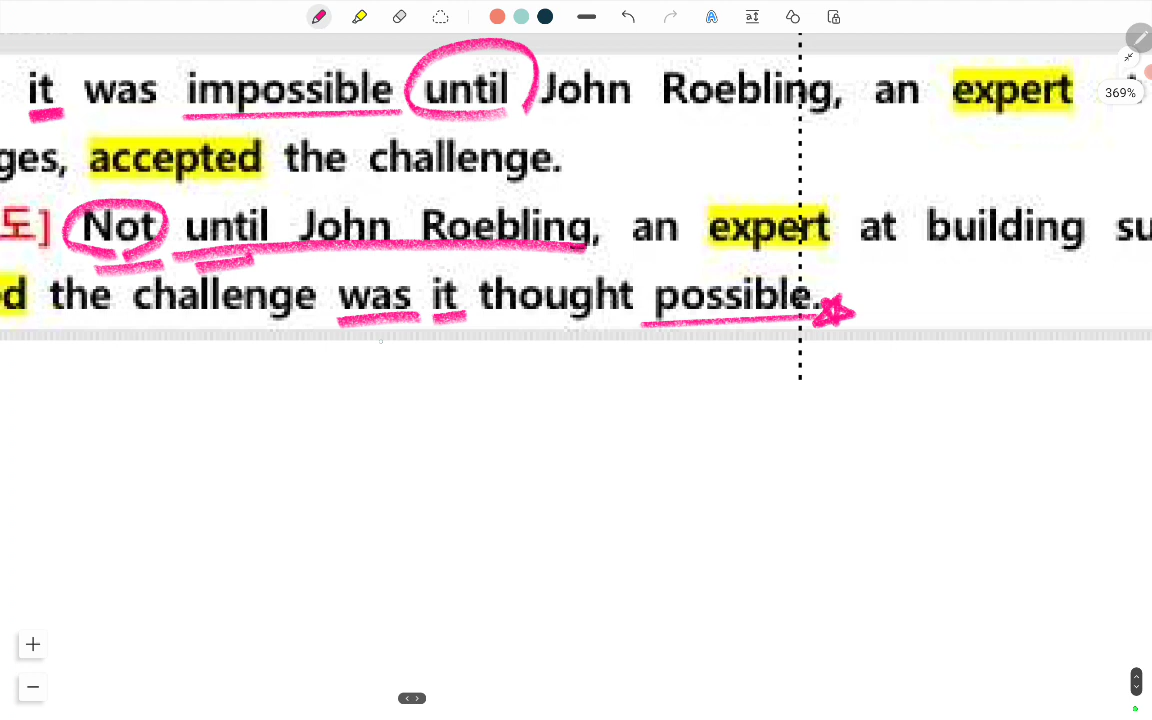 369%
it was impossible until John Roebling, an expert
ges, accepted the challenge.
도] Not until John Roebling, an expert at building su
d the challenge was it thought possible.